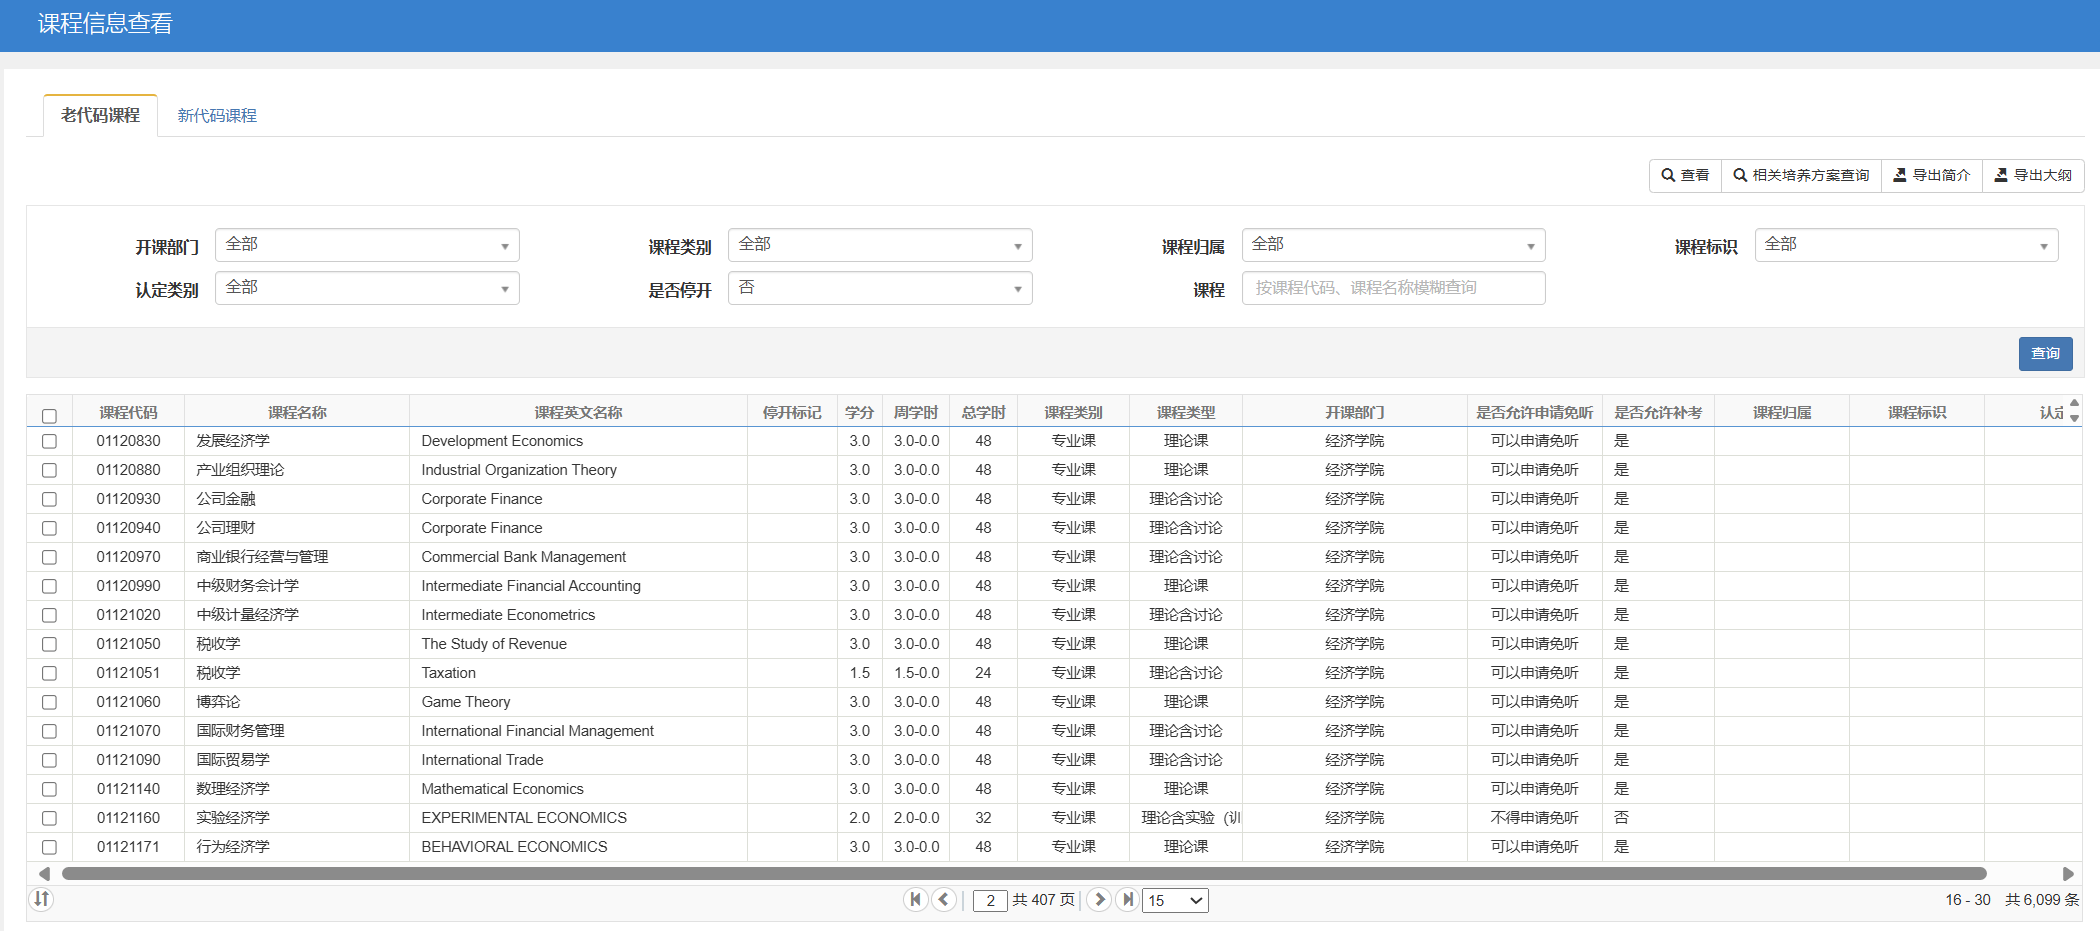 课程信息查看
老代码课程 新代码课程
查看 相关培养方案查询 导出简介 导出大纲
开课部门 全部 课程类别 全部 课程归属 全部 课程标识 全部
认定类别 全部 是否停开 否 课程 按课程代码、课程名称模糊查询
查询
课程代码 课程名称 课程英文名称 停开标记 学分 周学时 总学时 课程类别 课程类型 开课部门 是否允许申请免听 是否允许补考 课程归属 课程标识 认定
01120830 发展经济学 Development Economics 3.0 3.0-0.0 48 专业课 理论课 经济学院 可以申请免听 是
01120880 产业组织理论 Industrial Organization Theory 3.0 3.0-0.0 48 专业课 理论课 经济学院 可以申请免听 是
01120930 公司金融 Corporate Finance 3.0 3.0-0.0 48 专业课 理论含讨论 经济学院 可以申请免听 是
01120940 公司理财 Corporate Finance 3.0 3.0-0.0 48 专业课 理论含讨论 经济学院 可以申请免听 是
01120970 商业银行经营与管理 Commercial Bank Management 3.0 3.0-0.0 48 专业课 理论含讨论 经济学院 可以申请免听 是
01120990 中级财务会计学 Intermediate Financial Accounting 3.0 3.0-0.0 48 专业课 理论课 经济学院 可以申请免听 是
01121020 中级计量经济学 Intermediate Econometrics 3.0 3.0-0.0 48 专业课 理论含讨论 经济学院 可以申请免听 是
01121050 税收学 The Study of Revenue 3.0 3.0-0.0 48 专业课 理论课 经济学院 可以申请免听 是
01121051 税收学 Taxation 1.5 1.5-0.0 24 专业课 理论含讨论 经济学院 可以申请免听 是
01121060 博弈论 Game Theory 3.0 3.0-0.0 48 专业课 理论课 经济学院 可以申请免听 是
01121070 国际财务管理 International Financial Management 3.0 3.0-0.0 48 专业课 理论含讨论 经济学院 可以申请免听 是
01121090 国际贸易学 International Trade 3.0 3.0-0.0 48 专业课 理论含讨论 经济学院 可以申请免听 是
01121140 数理经济学 Mathematical Economics 3.0 3.0-0.0 48 专业课 理论课 经济学院 可以申请免听 是
01121160 实验经济学 EXPERIMENTAL ECONOMICS 2.0 2.0-0.0 32 专业课 理论含实验（训 经济学院 不得申请免听 否
01121171 行为经济学 BEHAVIORAL ECONOMICS 3.0 3.0-0.0 48 专业课 理论课 经济学院 可以申请免听 是
2 共 407 页 15 16 - 30 共 6,099 条